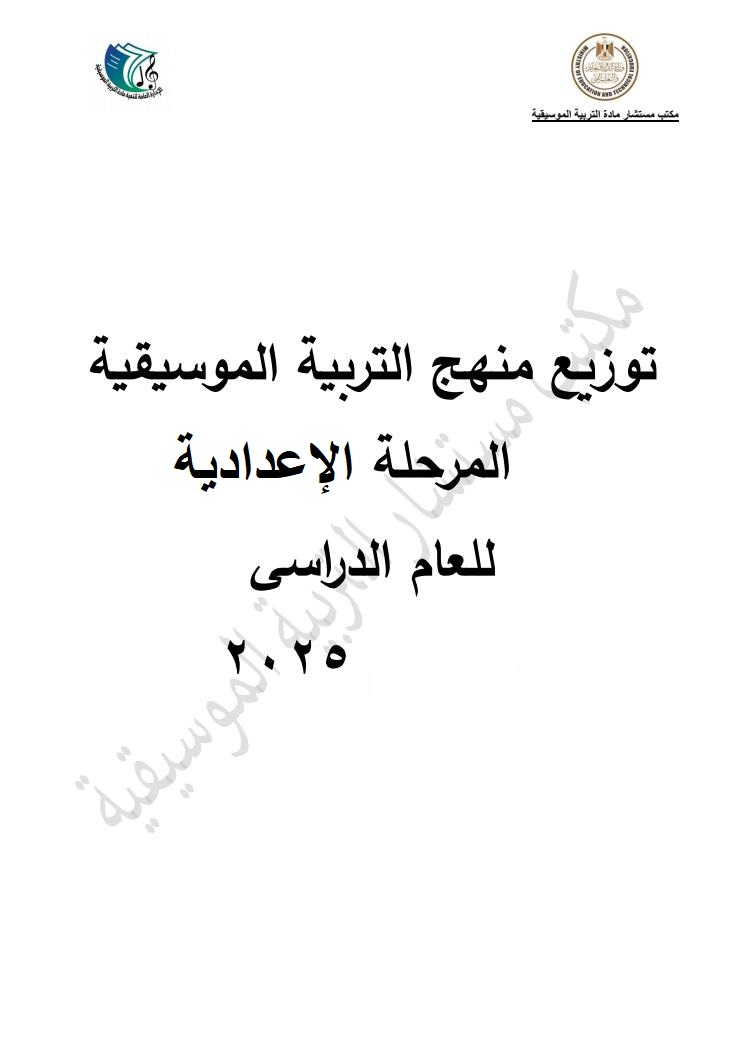 وزارة التربية والتعليم
والتعليم الفنى
MINISTRY OF EDUCATION AND TECHNICAL EDUCATION
مكتب مستشار مادة التربية الموسيقية
الإدارة العامة لتنمية مادة التربية الموسيقية
توزيع منهج التربية الموسيقية
المرحلة الإعدادية
للعام الدراسى
٢٠٢٥
مكتب مستشار التربية الموسيقية